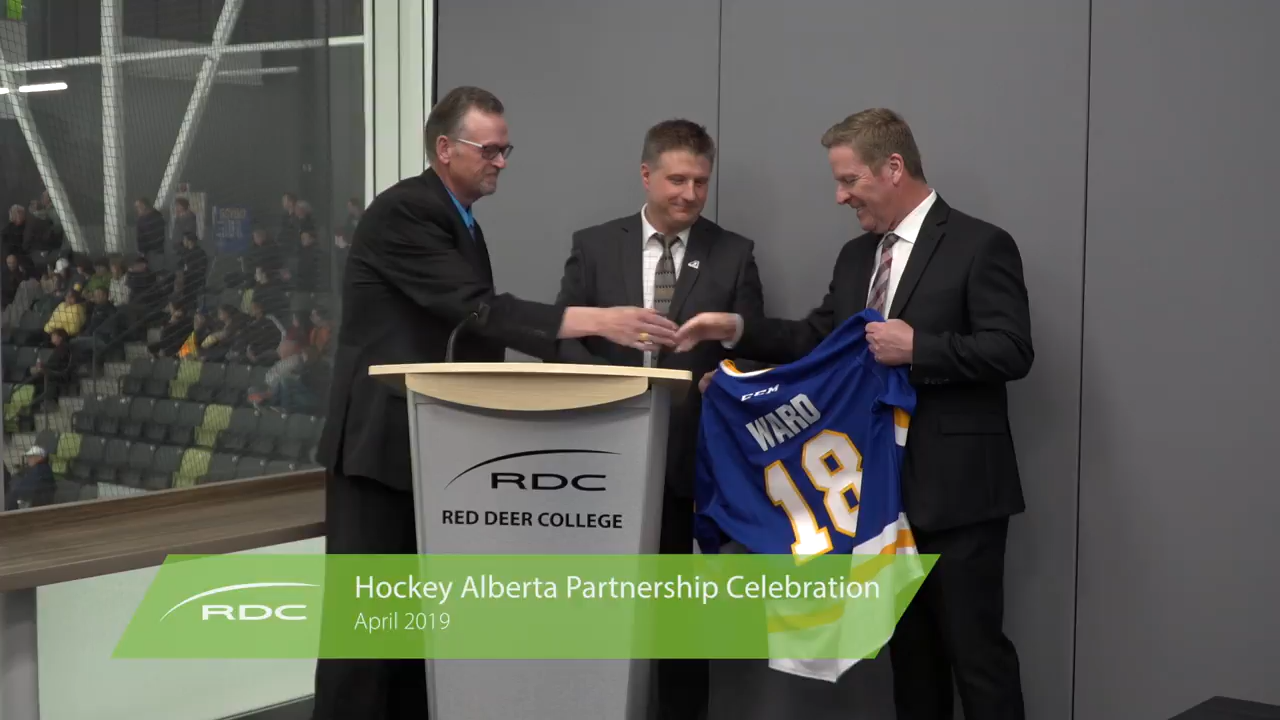 CCM
WARD
18
RDC
RED DEER COLLEGE
RDC
Hockey Alberta Partnership Celebration
April 2019